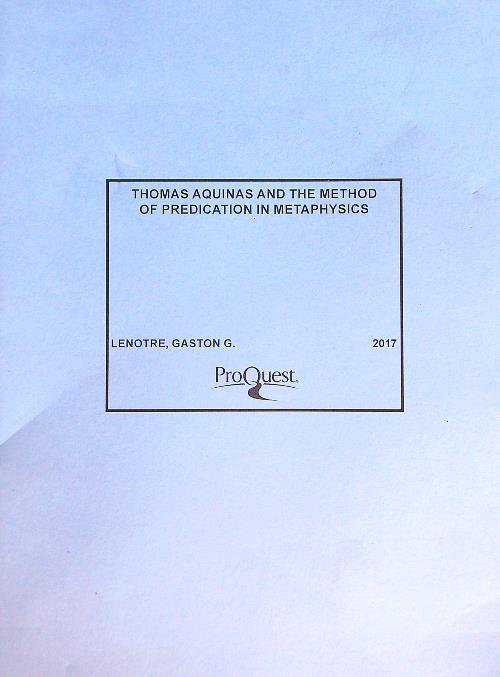 THOMAS AQUINAS AND THE METHOD
OF PREDICATION IN METAPHYSICS
LENOTRE, GASTON G. 2017
ProQuest®